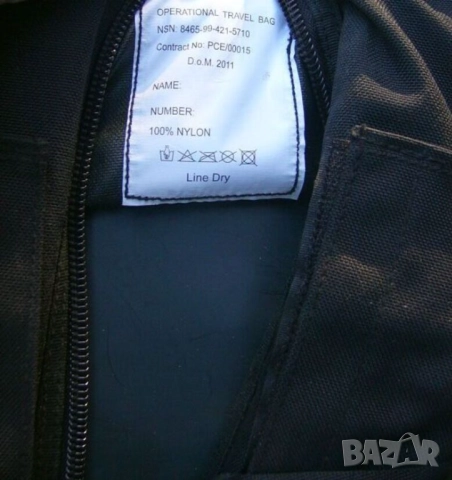 OPERATIONAL TRAVEL BAG
NSN: 8465-99-421-5710
Contract No: PCE/00015
D.o.M. 2011
NAME:
NUMBER:
100% NYLON
Line Dry
BAZAR